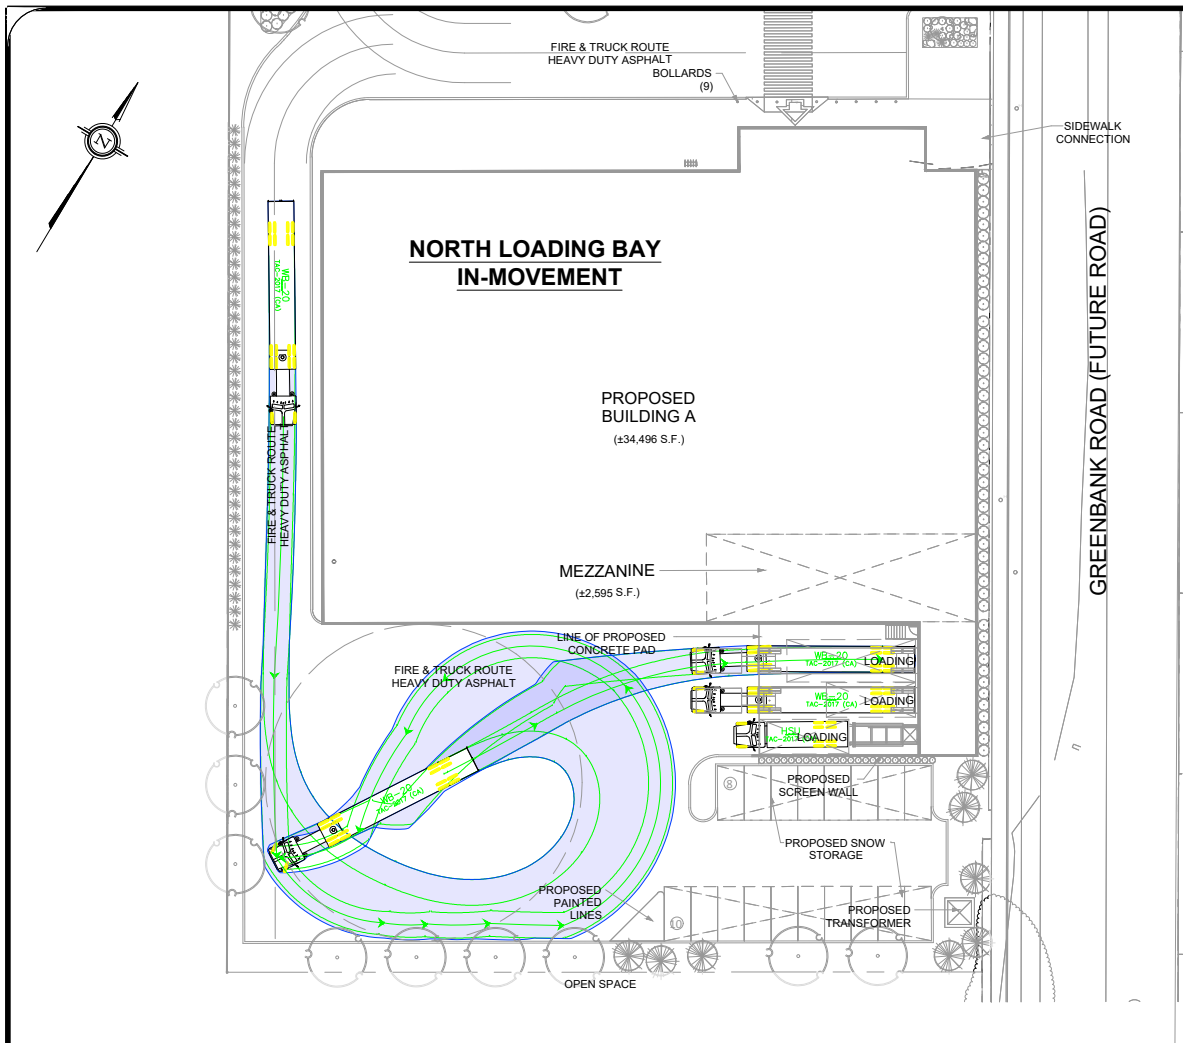 FIRE & TRUCK ROUTE
HEAVY DUTY ASPHALT
BOLLARDS
(9)
SIDEWALK
CONNECTION
N
NORTH LOADING BAY
IN-MOVEMENT
WB-20
TAC-2017 (CA)
GREENBANK ROAD (FUTURE ROAD)
PROPOSED
BUILDING A
(±34,496 S.F.)
FIRE & TRUCK ROUTE
HEAVY DUTY ASPHALT
MEZZANINE
(±2,595 S.F.)
LINE OF PROPOSED
CONCRETE PAD
FIRE & TRUCK ROUTE
HEAVY DUTY ASPHALT
WB-20
TAC-2017 (CA)
LOADING
WB-20
TAC-2017 (CA)
LOADING
HSU
LOADING
WB-20
TAC-2017 (CA)
8
PROPOSED
SCREEN WALL
PROPOSED SNOW
STORAGE
PROPOSED
PAINTED
LINES
10
PROPOSED
TRANSFORMER
OPEN SPACE